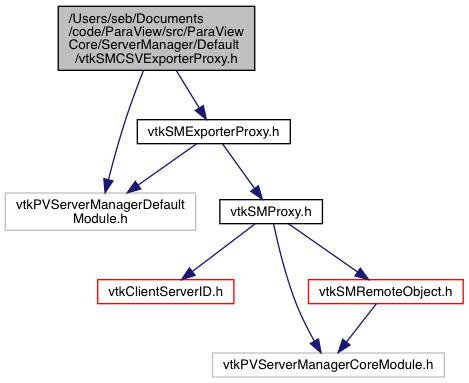 /Users/seb/Documents
/code/ParaView/src/ParaView
Core/ServerManager/Default
/vtkSMCSVExporterProxy.h
vtkSMExporterProxy.h
vtkPVServerManagerDefault
Module.h
vtkSMProxy.h
vtkClientServerID.h
vtkSMRemoteObject.h
vtkPVServerManagerCoreModule.h